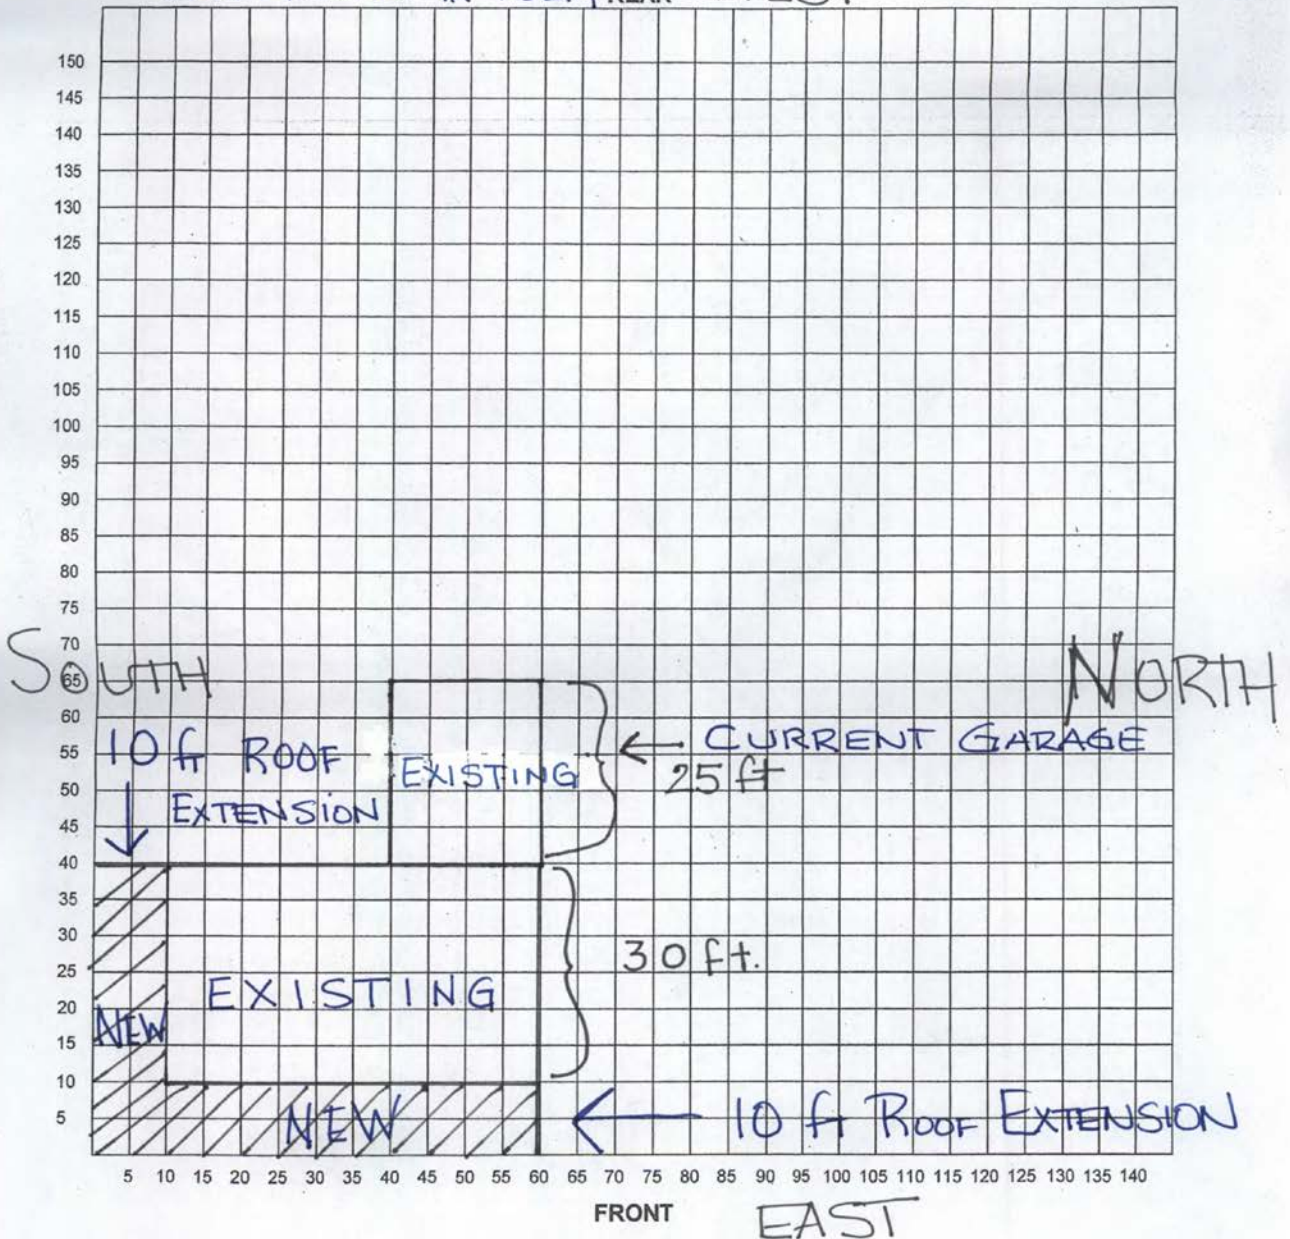 REAR
150
145
140
135
130
125
120
115
110
105
100
95
90
85
80
75
70
SOUTH
NORTH
65
60
10 ft ROOF
← CURRENT GARAGE
55
EXISTING
25 ft
50
EXTENSION
45
40
35
30
30 ft.
25
EXISTING
20
NEW
15
10
NEW
← 10 ft ROOF EXTENSION
5
5 10 15 20 25 30 35 40 45 50 55 60 65 70 75 80 85 90 95 100 105 110 115 120 125 130 135 140
FRONT EAST